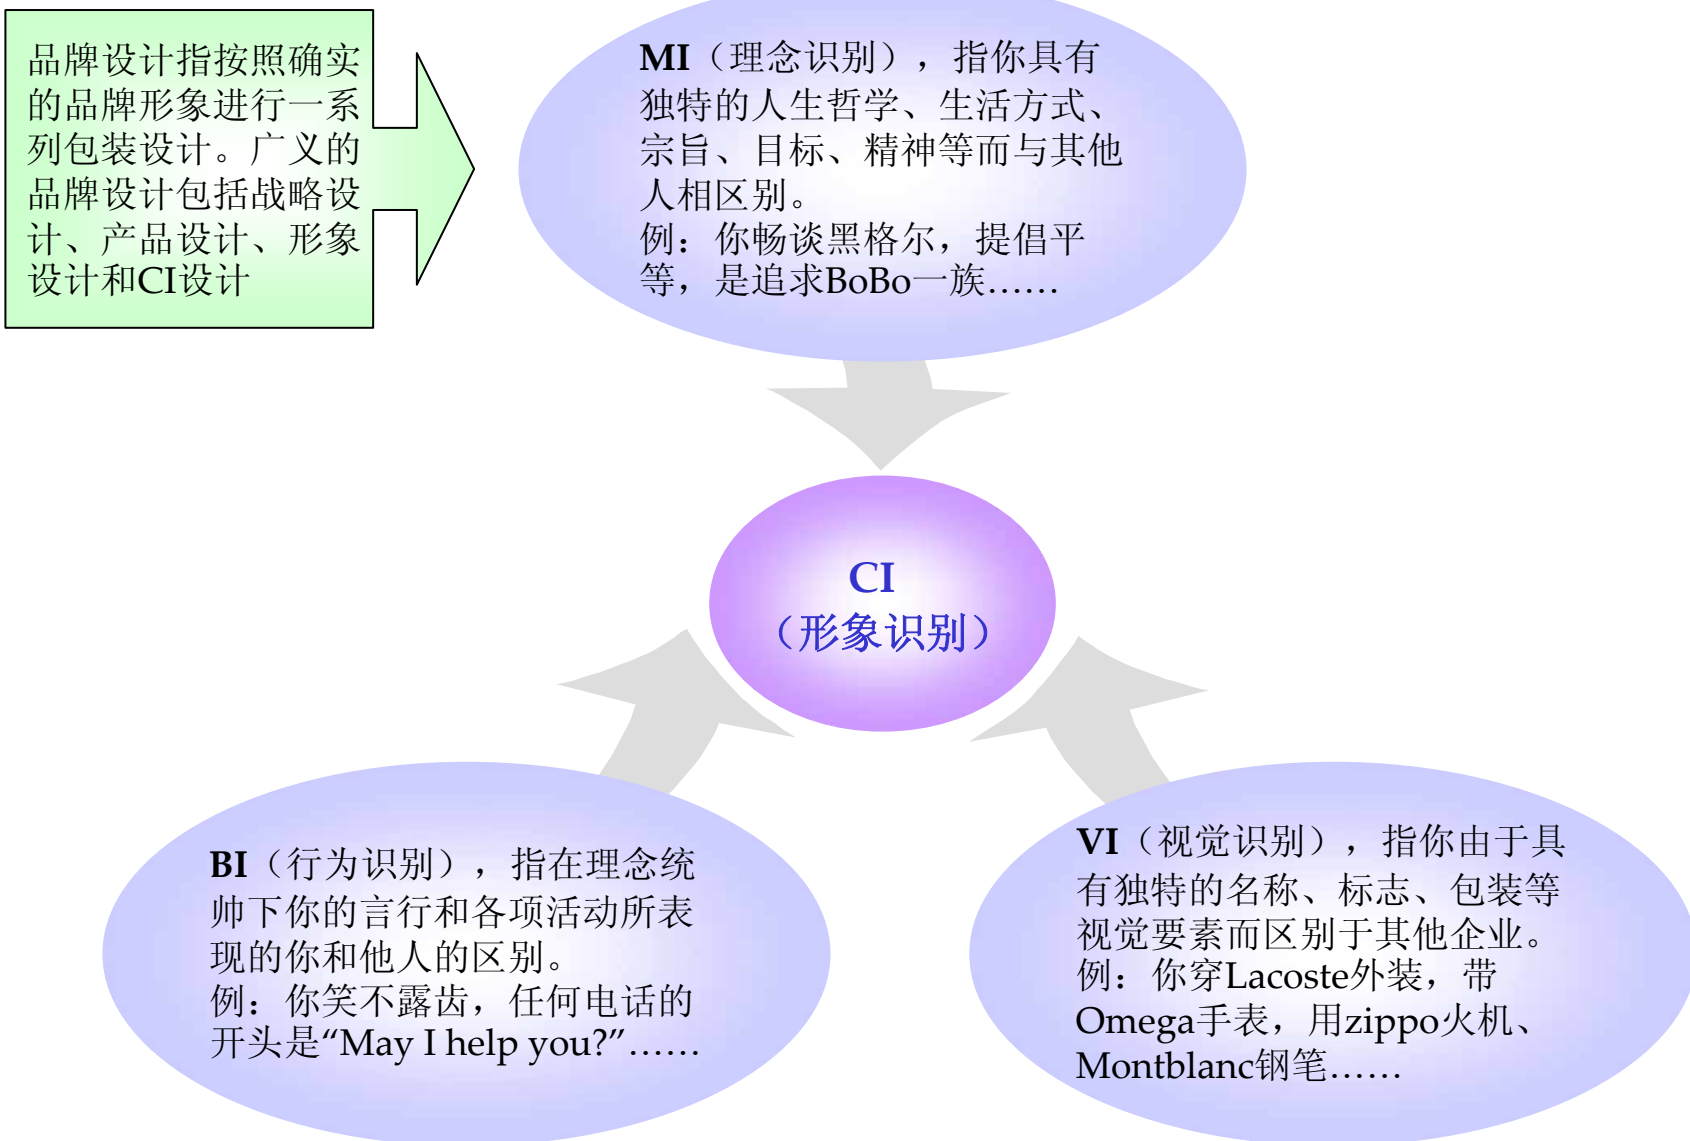 品牌设计指按照确实
的品牌形象进行一系
列包装设计。广义的
品牌设计包括战略设
计、产品设计、形象
设计和CI设计
MI（理念识别），指你具有
独特的人生哲学、生活方式、
宗旨、目标、精神等而与其他
人相区别。
例：你畅谈黑格尔，提倡平
等，是追求BoBo一族……
CI
（形象识别）
BI（行为识别），指在理念统
帅下你的言行和各项活动所表
现的你和他人的区别。
例：你笑不露齿，任何电话的
开头是“May I help you?”……
VI（视觉识别），指你由于具
有独特的名称、标志、包装等
视觉要素而区别于其他企业。
例：你穿Lacoste外装，带
Omega手表，用zippo火机、
Montblanc钢笔……